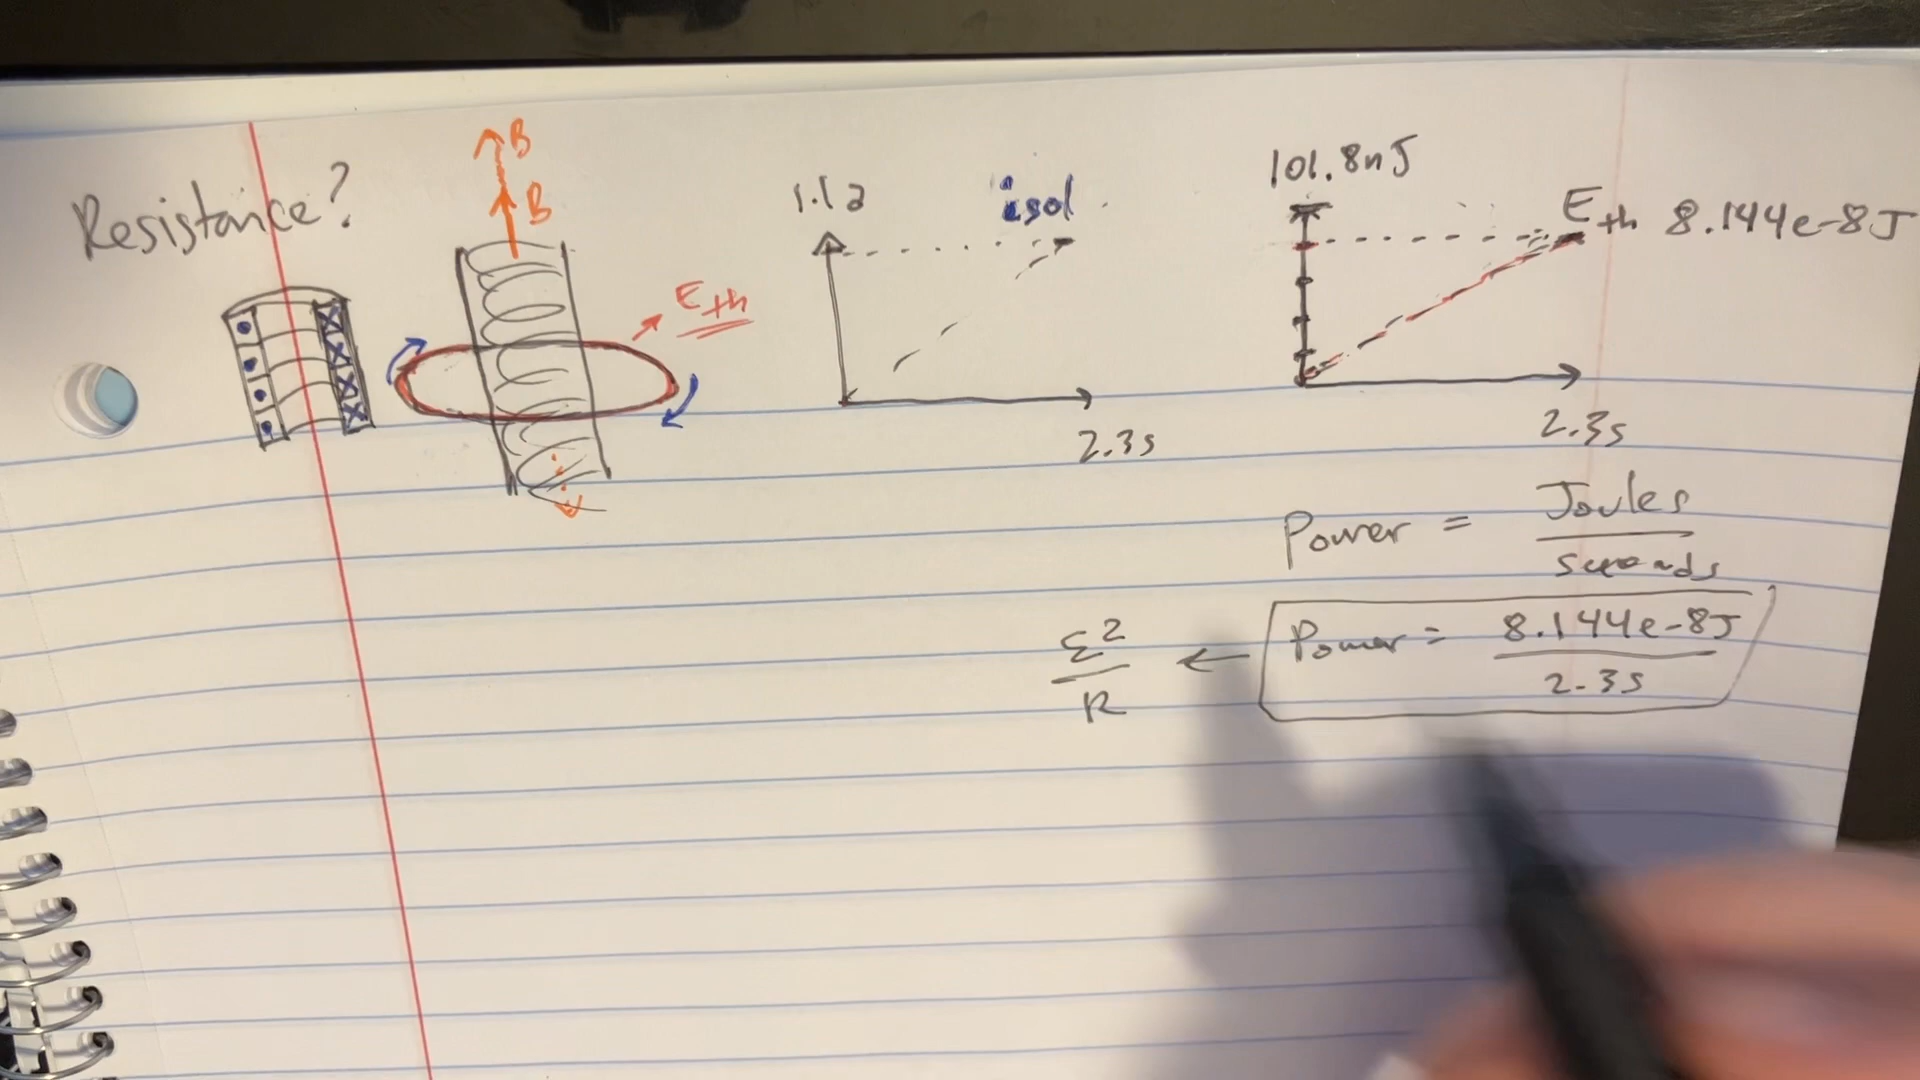 Resistance?
B
B
Eth
1.1a
isol
2.3s
101.8nJ
Eth 8.144e-8J
2.3s
Power = Joules
seconds
ε² ← Power = 8.144e-8J
R 2.3s